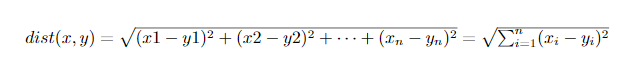 dist(x, y) = √(x1 − y1)² + (x2 − y2)² + ⋯ + (xₙ − yₙ)² = √∑ⁿᵢ₌₁(xᵢ − yᵢ)²